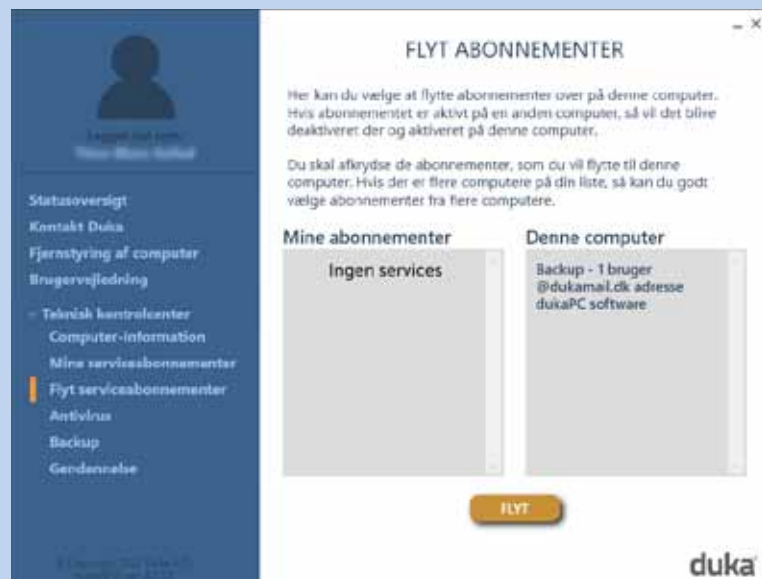 FLYT ABONNEMENTER
Her kan du vælge at flytte abonnementer over på denne computer.
Hvis abonnementet er aktivt på en anden computer, så vil det blive
deaktiveret der og aktiveret på denne computer.
Du skal afkrydse de abonnementer, som du vil flytte til denne
computer. Hvis der er flere computere på din liste, så kan du godt
vælge abonnementer fra flere computere.
Statusoversigt
Kontakt Duka
Fjernstyring af computer
Brugervejledning
- Teknisk kontrolcenter
Computer-information
Mine serviceabonnementer
Flyt serviceabonnementer
Antivirus
Backup
Gendannelse
Mine abonnementer
Ingen services
Denne computer
Backup - 1 bruger
@dukamail.dk adresse
dukaPC software
FLYT
duka